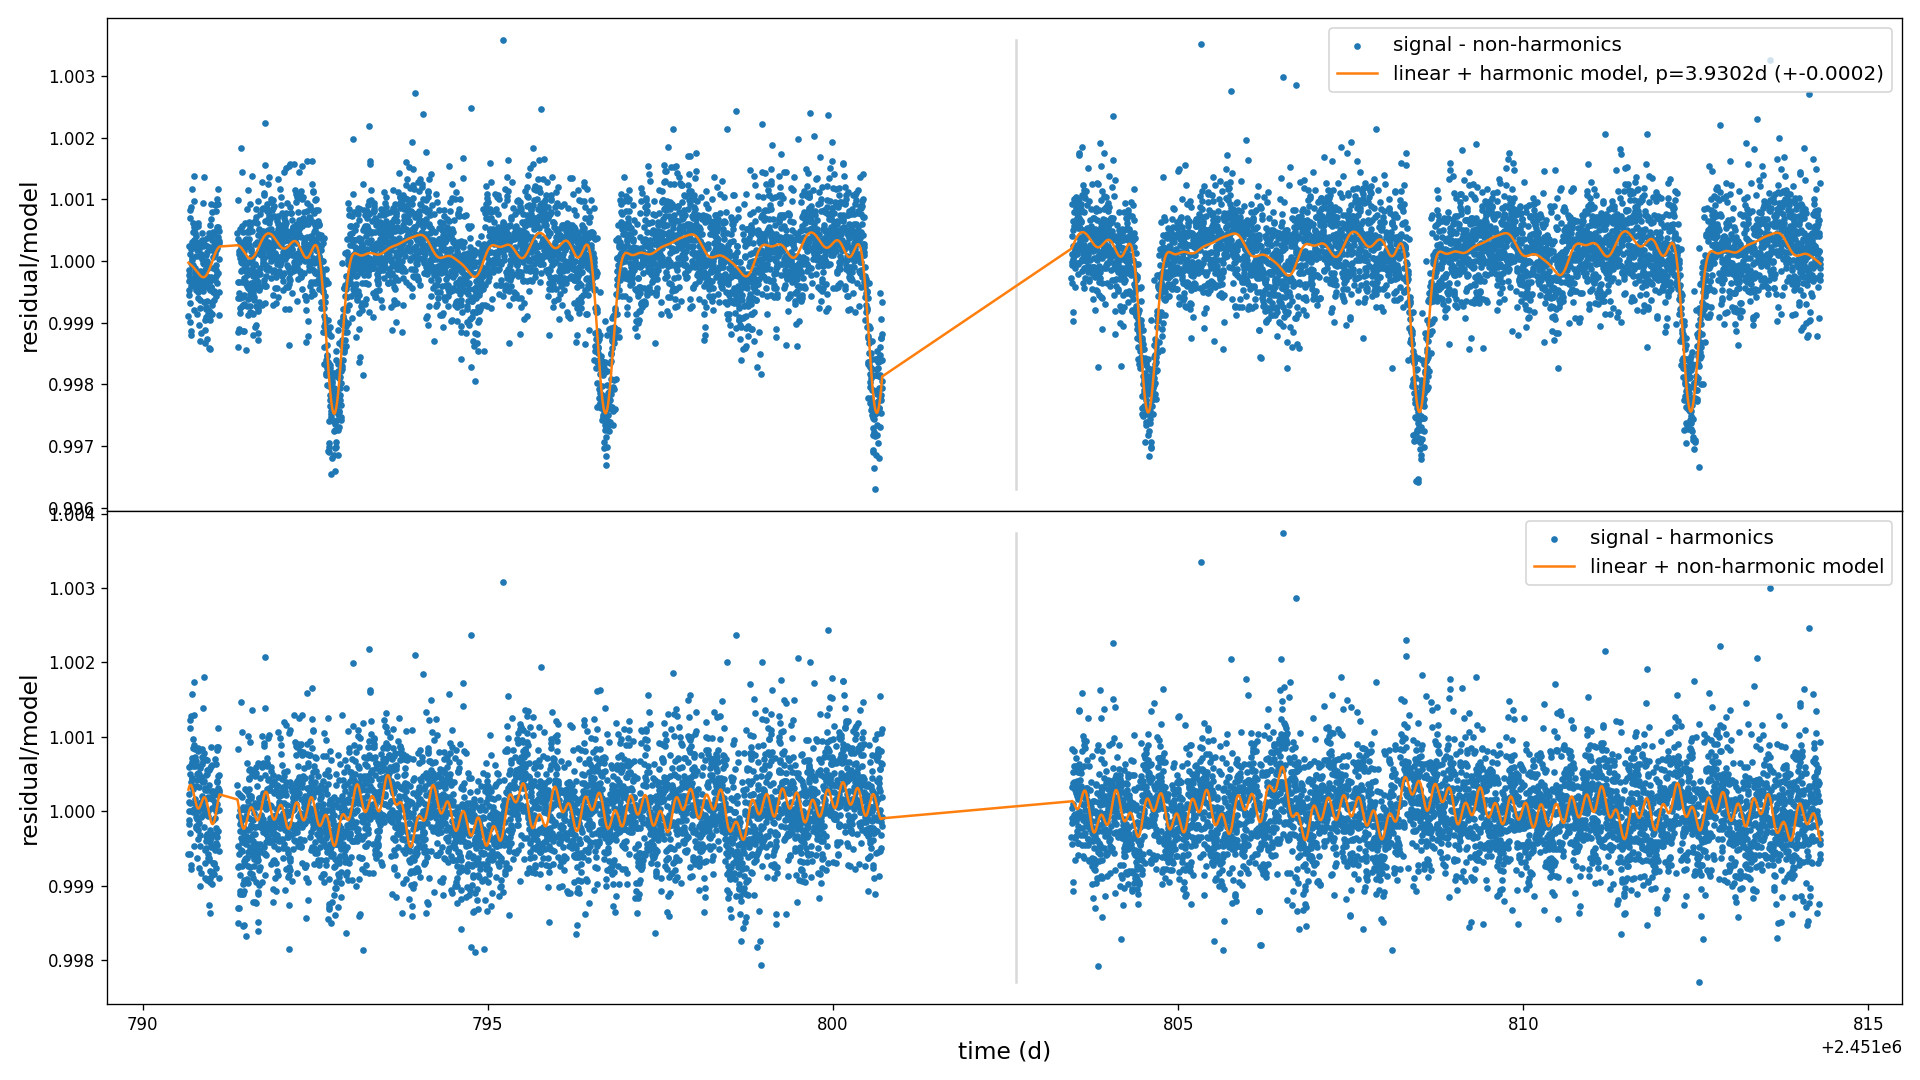 signal - non-harmonics
linear + harmonic model, p=3.9302d (+-0.0002)
residual/model
1.003
1.002
1.001
1.000
0.999
0.998
0.997
0.996
signal - harmonics
linear + non-harmonic model
residual/model
1.004
1.003
1.002
1.001
1.000
0.999
0.998
790
795
800
805
810
815
time (d)
+2.451e6